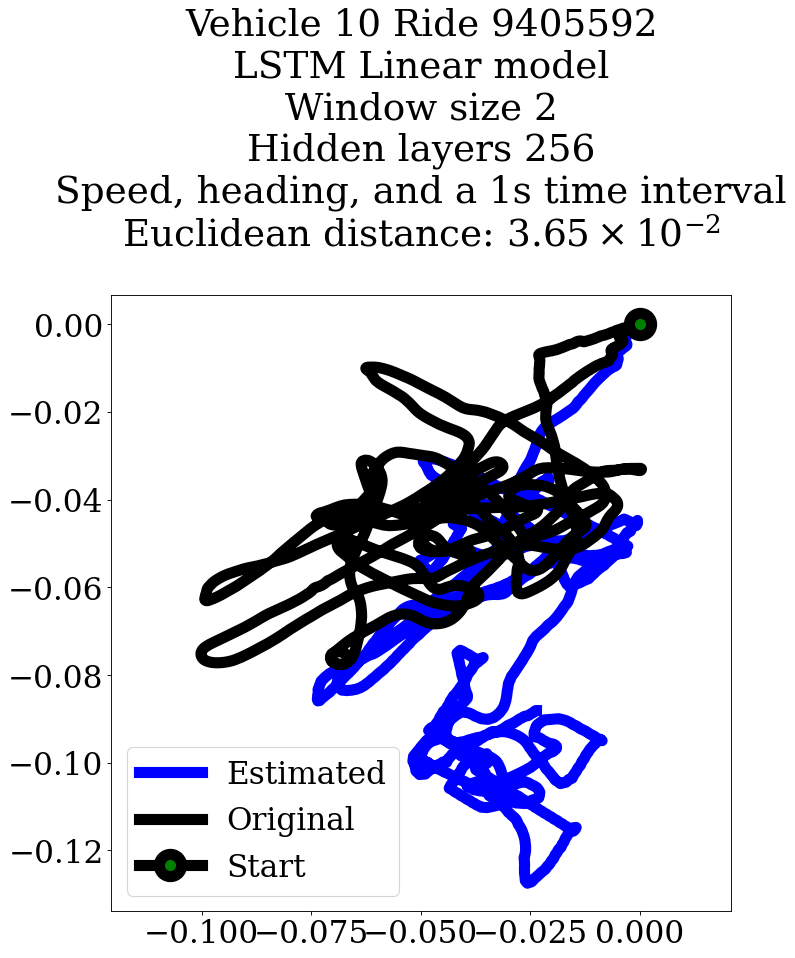 Vehicle 10 Ride 9405592
LSTM Linear model
Window size 2
Hidden layers 256
Speed, heading, and a 1s time interval
Euclidean distance: 3.65 × 10⁻²
0.00
−0.02
−0.04
−0.06
−0.08
−0.10
−0.12
Estimated
Original
Start
−0.100 −0.075 −0.050 −0.025 0.000